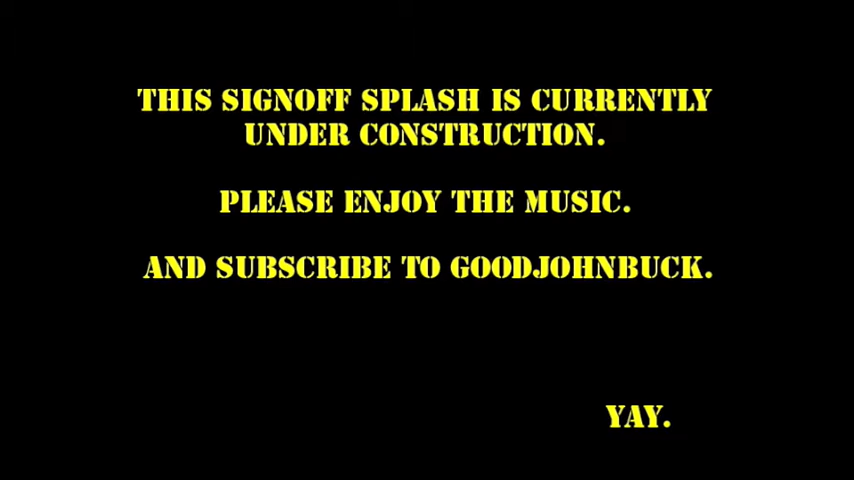 THIS SIGNOFF SPLASH IS CURRENTLY
UNDER CONSTRUCTION.
PLEASE ENJOY THE MUSIC.
AND SUBSCRIBE TO GOODJOHNBUCK.
YAY.